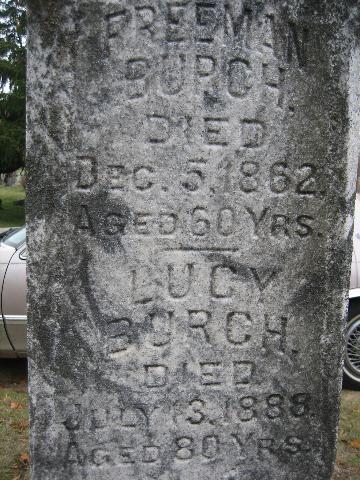 FREEMAN
BURCH.
DIED
DEC. 5, 1862.
AGED 60 YRS.
LUCY
BURCH.
DIED
JULY 13, 1888.
AGED 80 YRS.